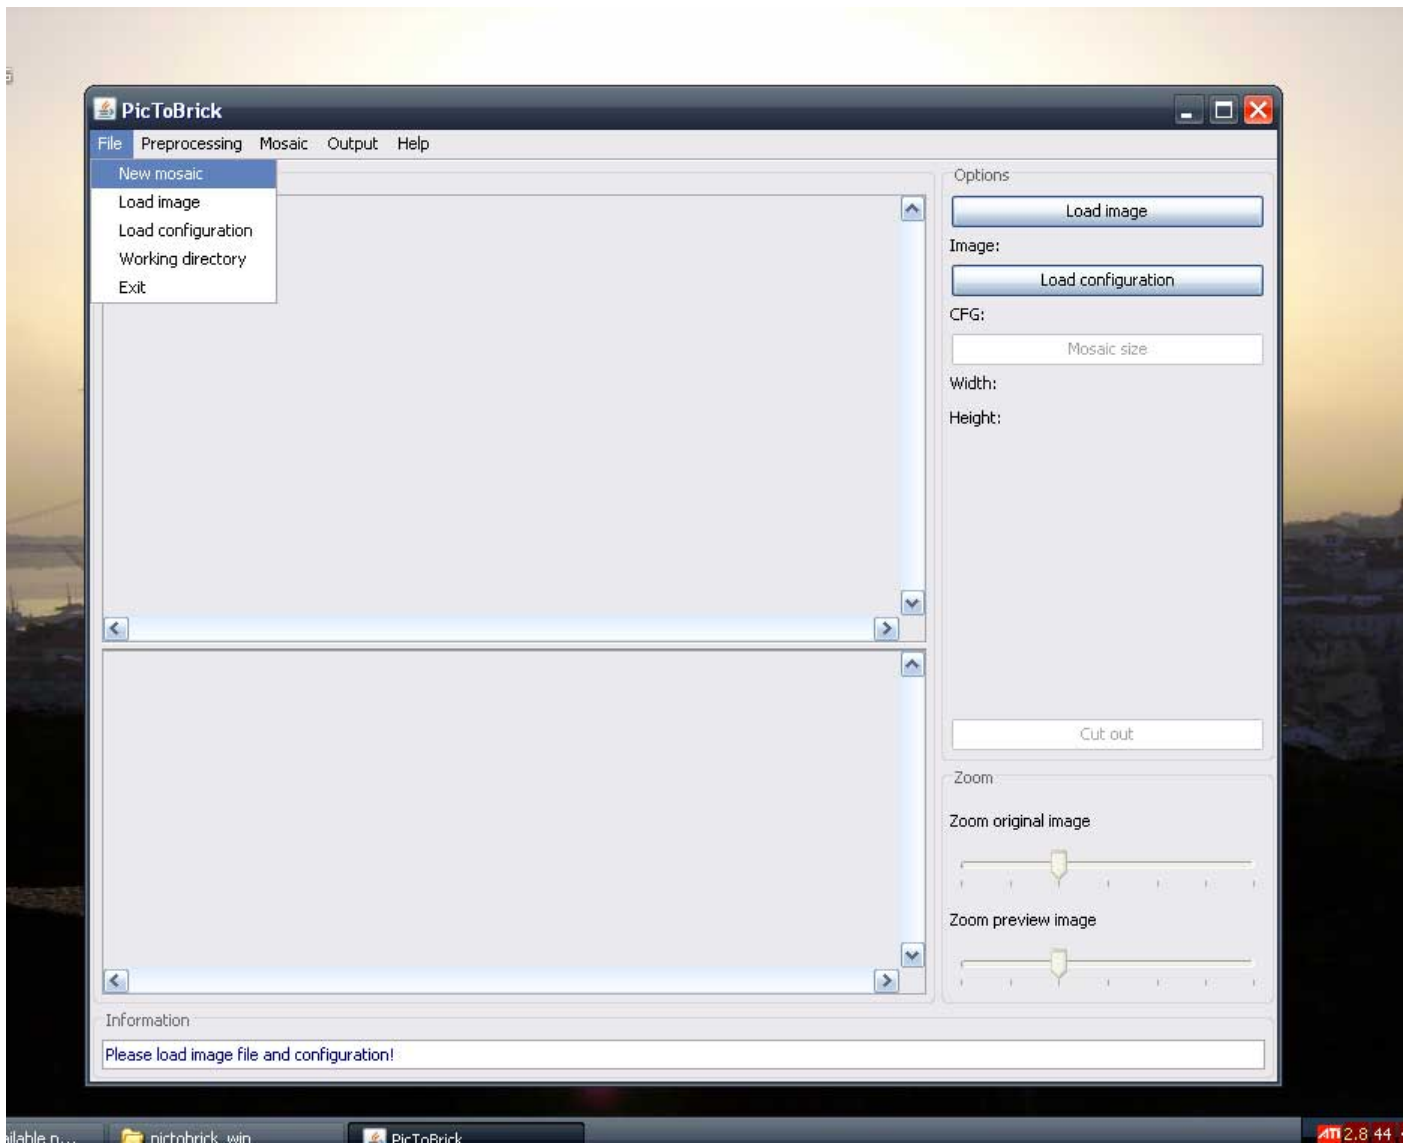 PicToBrick
File Preprocessing Mosaic Output Help
New mosaic
Load image
Load configuration
Working directory
Exit
Options
Load image
Image:
Load configuration
CFG:
Mosaic size
Width:
Height:
Cut out
Zoom
Zoom original image
Zoom preview image
Information
Please load image file and configuration!
pictobrick_win
PicToBrick
ATI 2.8 44